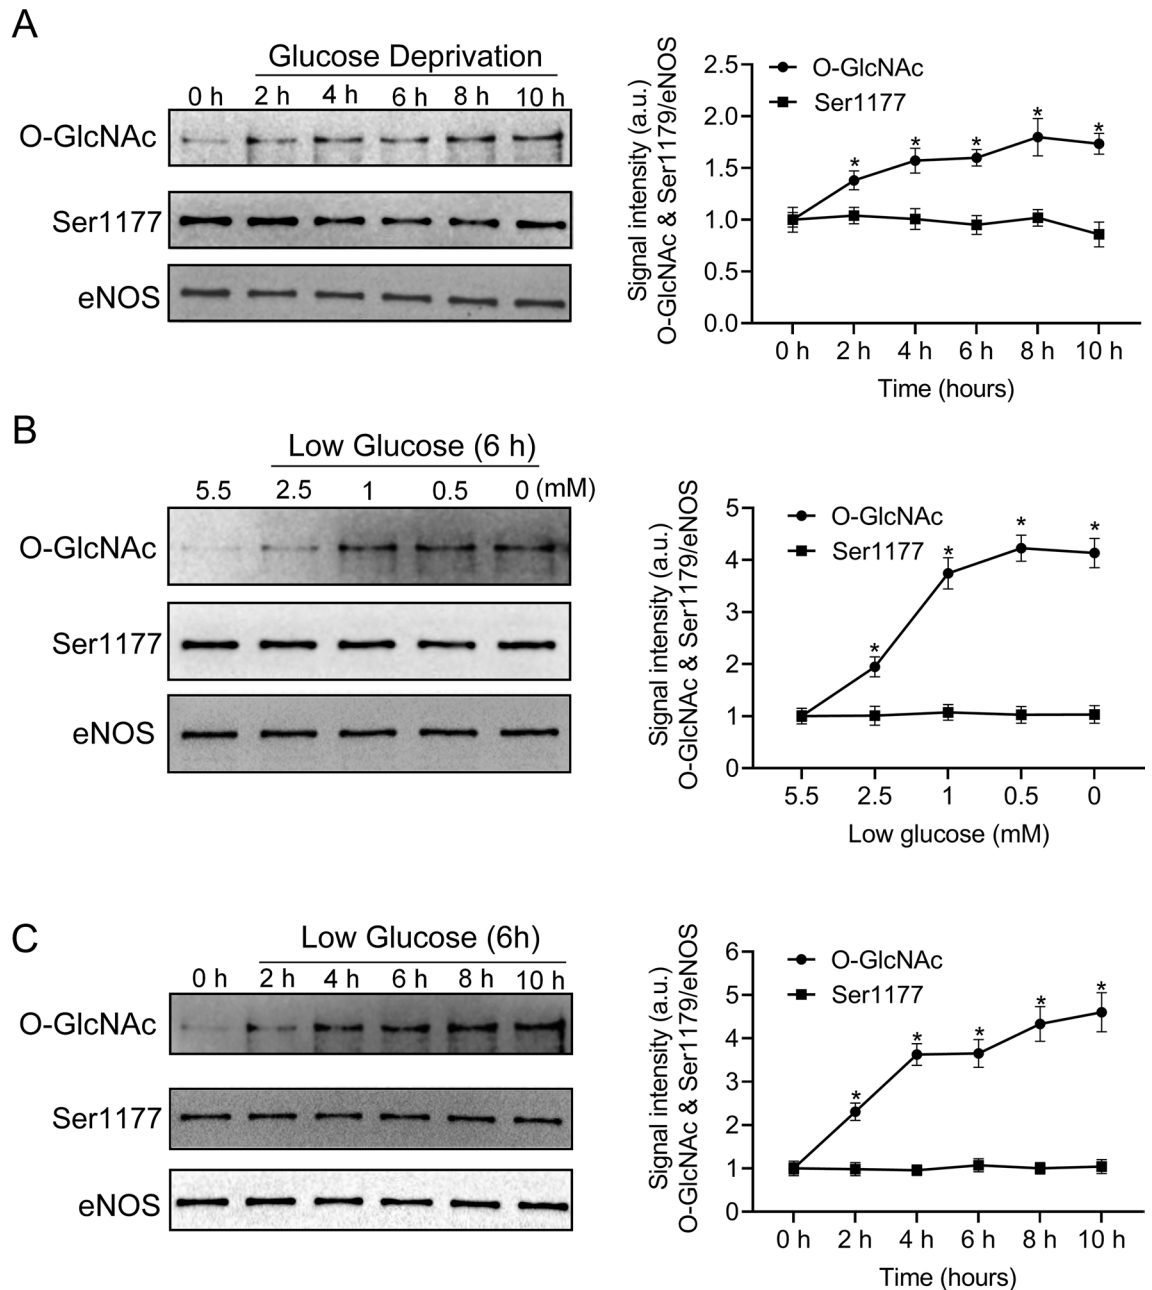 A
Glucose Deprivation
0 h 2 h 4 h 6 h 8 h 10 h
O-GlcNAc
Ser1177
eNOS
Signal intensity (a.u.)
O-GlcNAc & Ser1179/eNOS
2.5
2.0
1.5
1.0
0.5
0.0
O-GlcNAc
Ser1177
* * * * *
0 h 2 h 4 h 6 h 8 h 10 h
Time (hours)
B
Low Glucose (6 h)
5.5 2.5 1 0.5 0 (mM)
O-GlcNAc
Ser1177
eNOS
Signal intensity (a.u.)
O-GlcNAc & Ser1179/eNOS
5
4
3
2
1
0
O-GlcNAc
Ser1177
* * * *
5.5 2.5 1 0.5 0
Low glucose (mM)
C
Low Glucose (6h)
0 h 2 h 4 h 6 h 8 h 10 h
O-GlcNAc
Ser1177
eNOS
Signal intensity (a.u.)
O-GlcNAc & Ser1179/eNOS
6
5
4
3
2
1
0
O-GlcNAc
Ser1177
* * * * *
0 h 2 h 4 h 6 h 8 h 10 h
Time (hours)